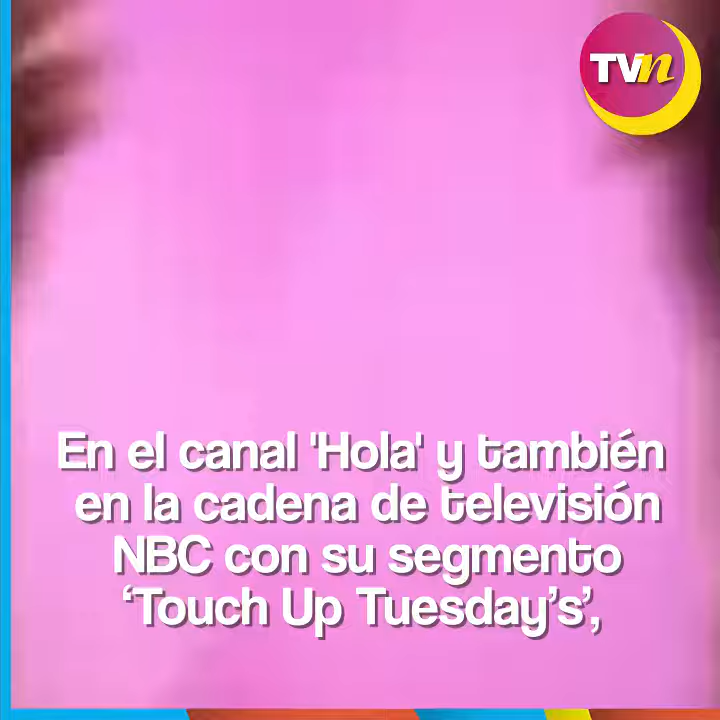 TVn
En el canal 'Hola' y también
en la cadena de televisión
NBC con su segmento
‘Touch Up Tuesday’s’,